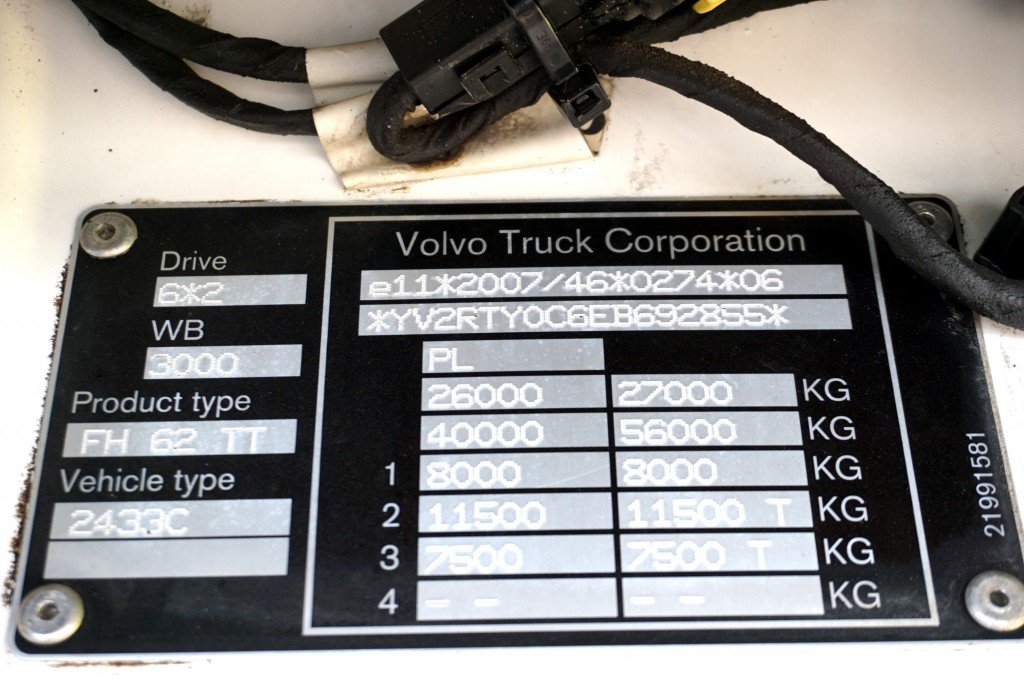 Drive
6*2
WB
3000
Product type
FH 62 TT
Vehicle type
2433C
Volvo Truck Corporation
e11*2007/46*0274*06
*YV2RTY0C6EB692855*
PL
26000 27000 KG
40000 56000 KG
1 8000 8000 KG
2 11500 11500 T KG
3 7500 7500 T KG
4 -- -- KG
21991581